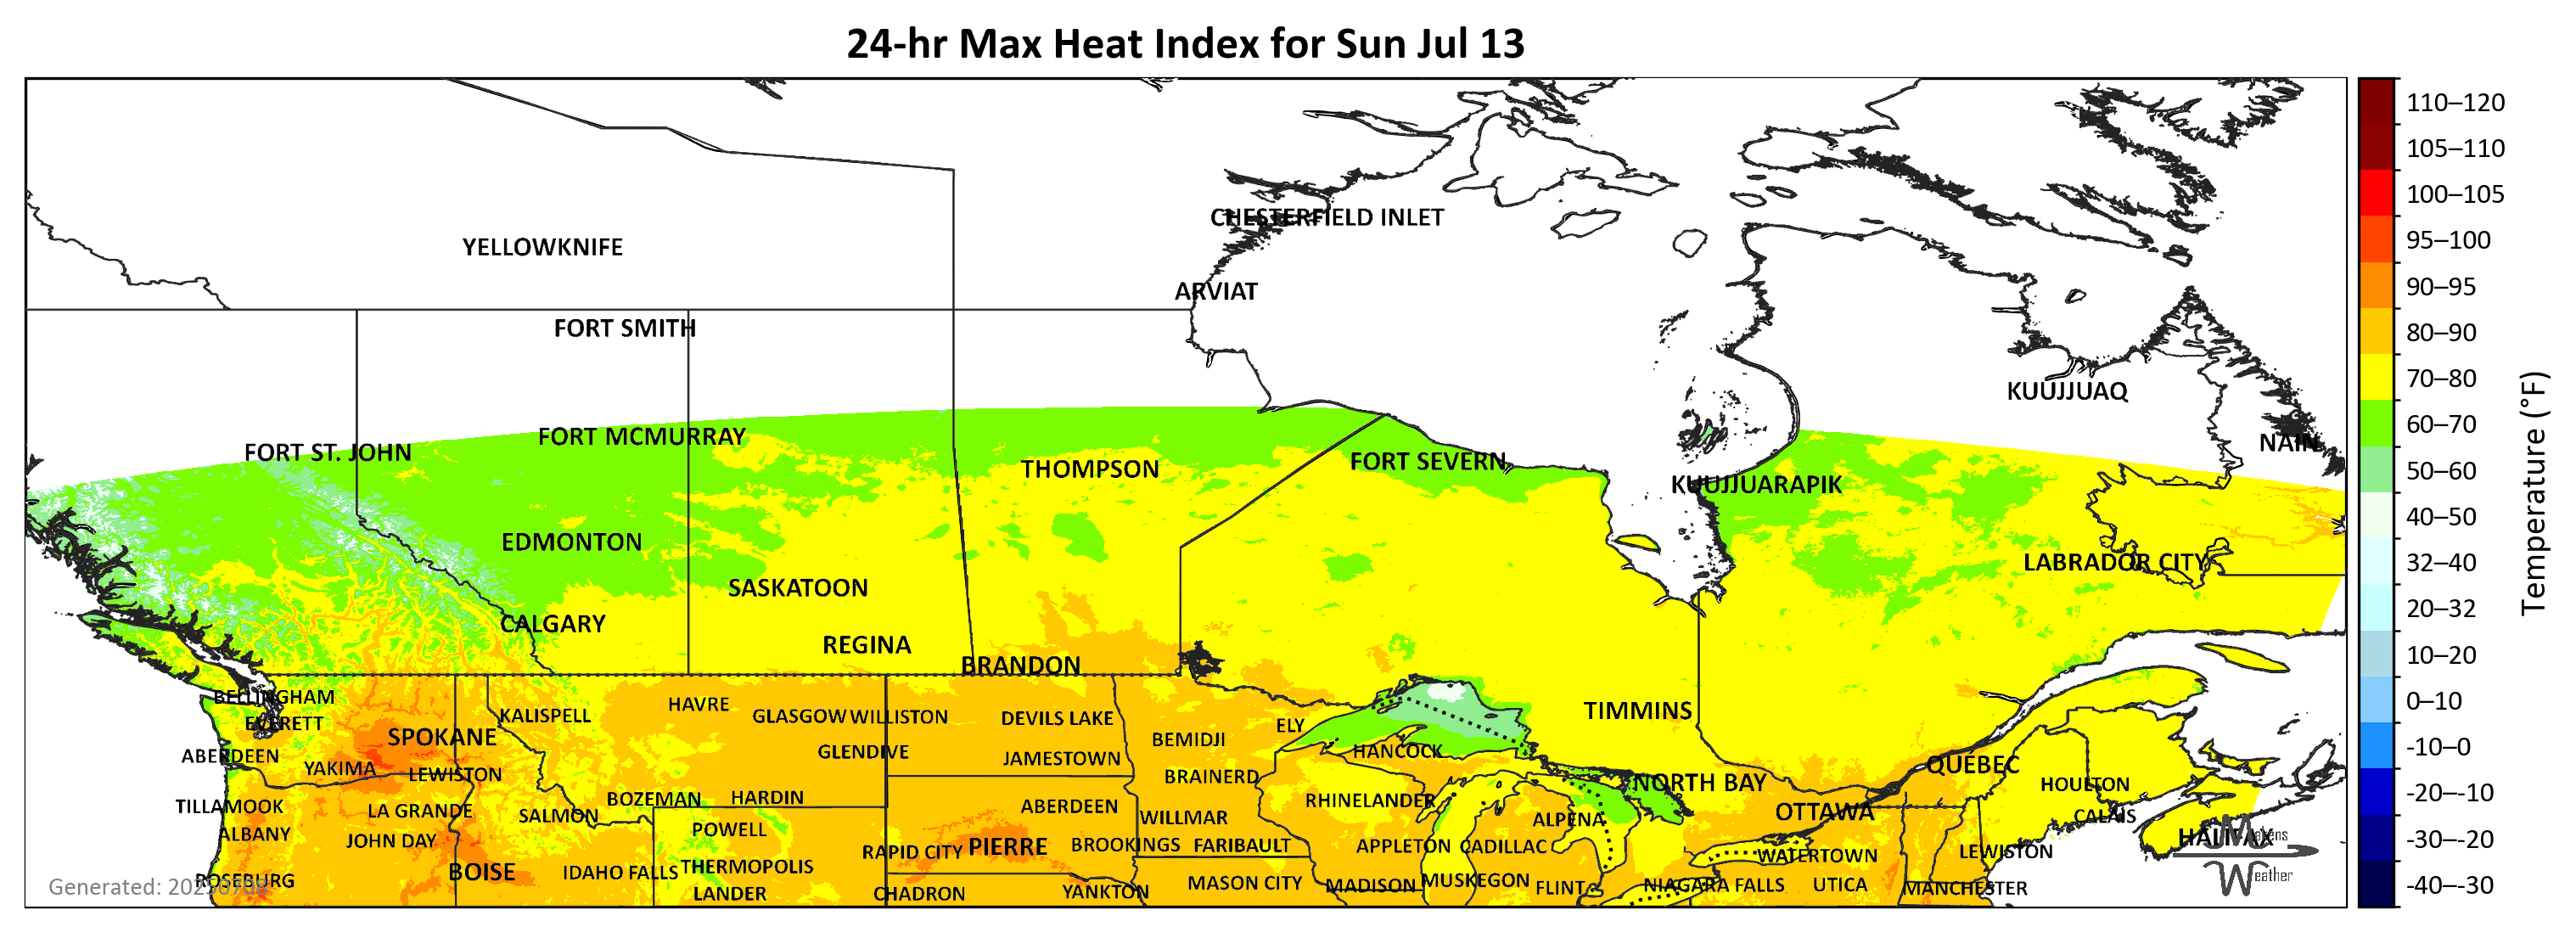 24-hr Max Heat Index for Sun Jul 13
110–120
105–110
100–105
95–100
90–95
80–90
70–80
60–70
50–60
40–50
32–40
20–32
10–20
0–10
-10–0
-20–-10
-30–-20
-40–-30
Temperature (°F)
CHESTERFIELD INLET
YELLOWKNIFE
ARVIAT
FORT SMITH
KUUJJUAQ
FORT MCMURRAY
NAIN
FORT ST. JOHN
FORT SEVERN
THOMPSON
KUUJJUARAPIK
EDMONTON
LABRADOR CITY
SASKATOON
CALGARY
REGINA
BRANDON
BELLINGHAM
HAVRE
TIMMINS
KALISPELL
GLASGOW WILLISTON
DEVILS LAKE
EVERETT
ELY
SPOKANE
BEMIDJI
HANCOCK
GLENDIVE
ABERDEEN
JAMESTOWN
QUÉBEC
YAKIMA
LEWISTON
BRAINERD
NORTH BAY
HOULTON
BOZEMAN
HARDIN
RHINELANDER
TILLAMOOK
ABERDEEN
LA GRANDE
OTTAWA
SALMON
CALAIS
WILLMAR
ALPENA
POWELL
ALBANY
HALIFAX
Makens
JOHN DAY
BROOKINGS
FARIBAULT
APPLETON
CADILLAC
PIERRE
RAPID CITY
LEWISTON
WATERTOWN
THERMOPOLIS
BOISE
IDAHO FALLS
Weather
ROSEBURG
MUSKEGON
MASON CITY
MADISON
NIAGARA FALLS
UTICA
FLINT
MANCHESTER
Generated:
LANDER
CHADRON
YANKTON